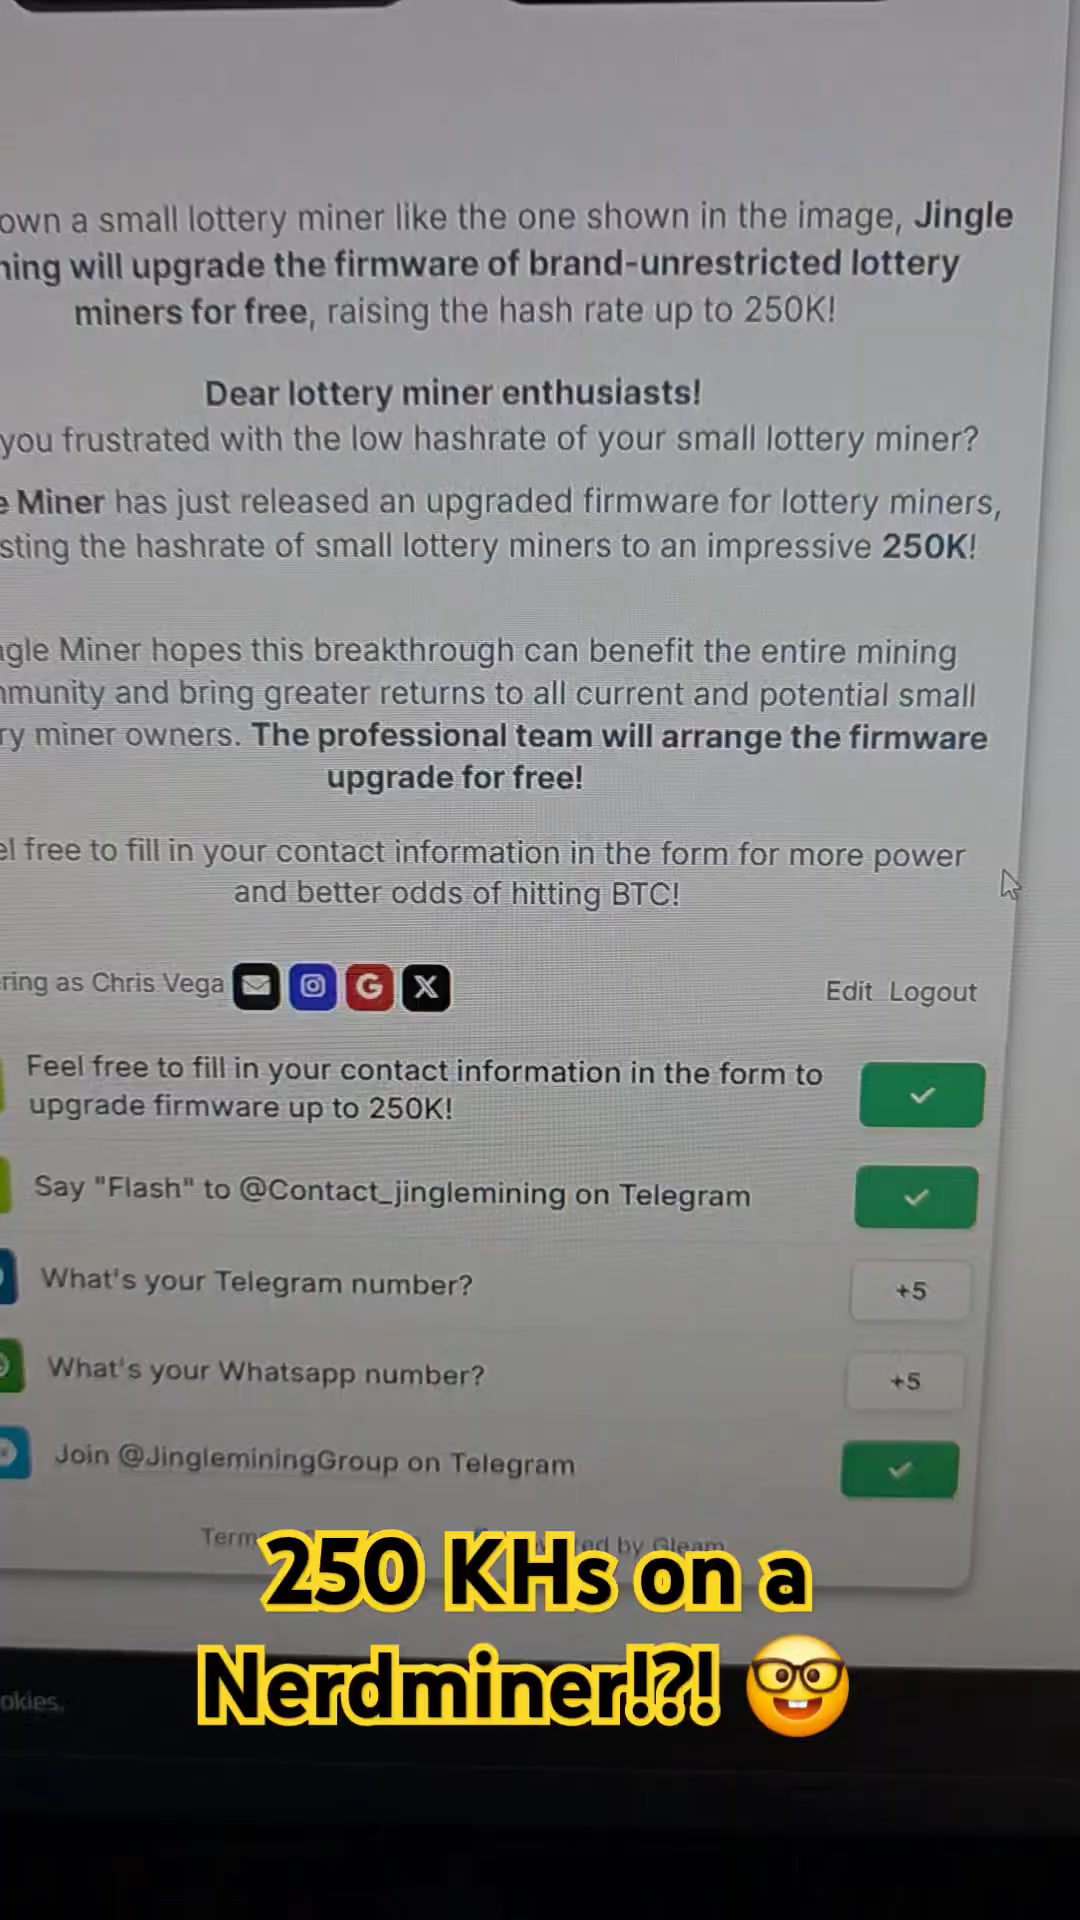 own a small lottery miner like the one shown in the image, Jingle
ning will upgrade the firmware of brand-unrestricted lottery
miners for free, raising the hash rate up to 250K!
Dear lottery miner enthusiasts!
you frustrated with the low hashrate of your small lottery miner?
e Miner has just released an upgraded firmware for lottery miners,
sting the hashrate of small lottery miners to an impressive 250K!
ngle Miner hopes this breakthrough can benefit the entire mining
nmunity and bring greater returns to all current and potential small
ry miner owners. The professional team will arrange the firmware
upgrade for free!
el free to fill in your contact information in the form for more power
and better odds of hitting BTC!
ring as Chris Vega G X
Edit Logout
Feel free to fill in your contact information in the form to
upgrade firmware up to 250K!
Say "Flash" to @Contact_jinglemining on Telegram
What's your Telegram number?
+5
What's your Whatsapp number?
+5
Join @JingleminingGroup on Telegram
Term ed by Gleam
250 KHs on a
Nerdminer!?! 🤓
okies.